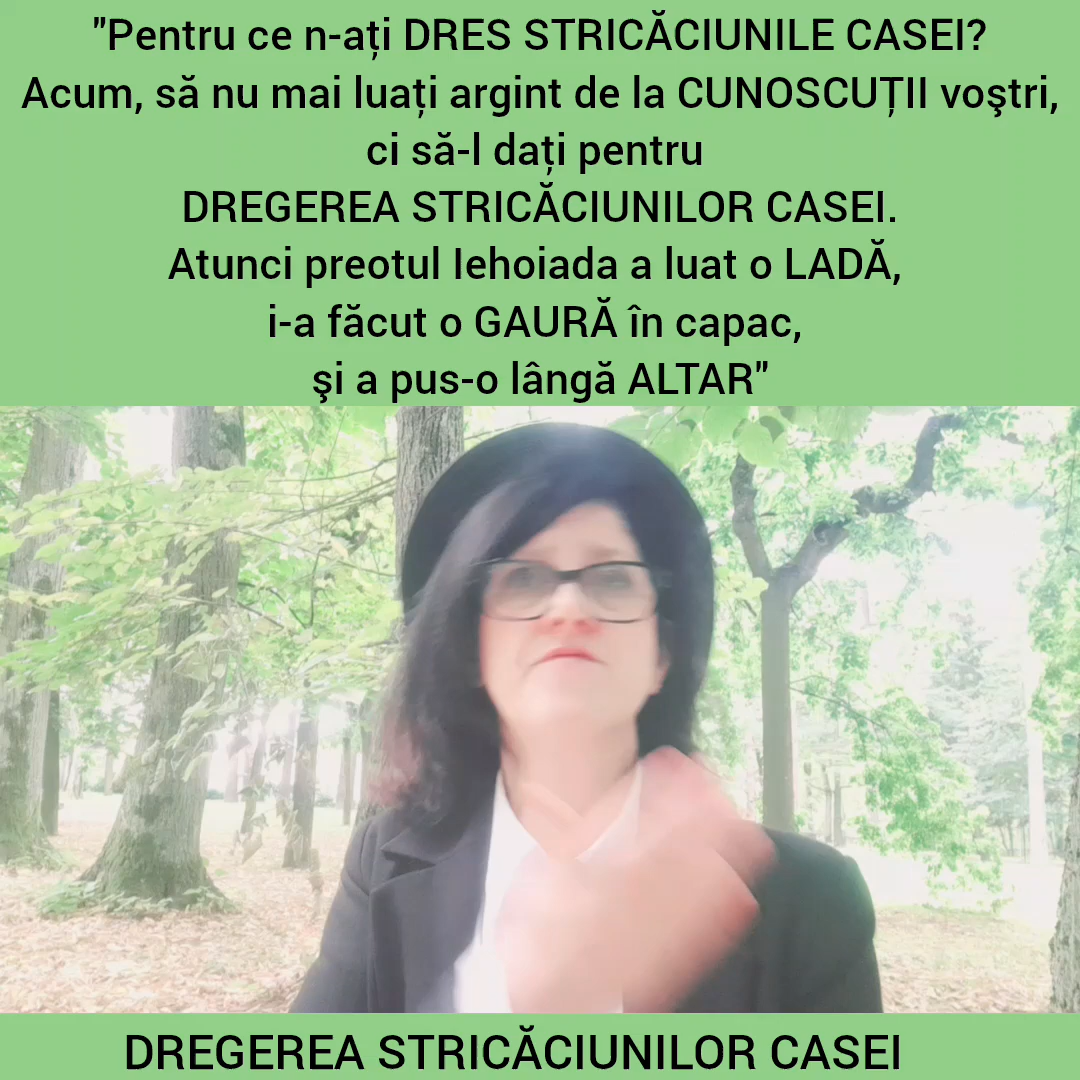 "Pentru ce n-ați DRES STRICĂCIUNILE CASEI?
Acum, să nu mai luați argint de la CUNOSCUȚII voştri,
ci să-l dați pentru
DREGEREA STRICĂCIUNILOR CASEI.
Atunci preotul Iehoiada a luat o LADĂ,
i-a făcut o GAURĂ în capac,
şi a pus-o lângă ALTAR"
DREGEREA STRICĂCIUNILOR CASEI